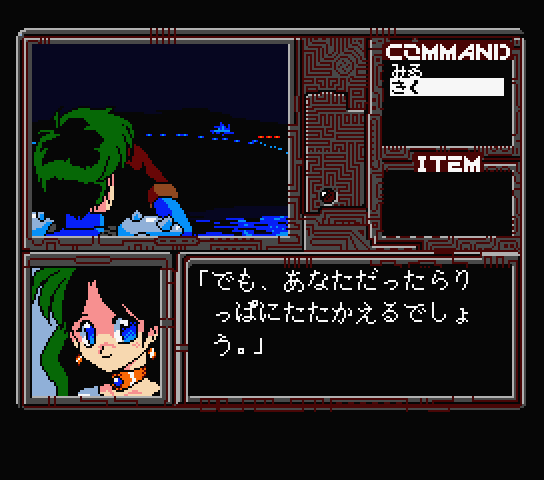 COMMAND
みる
さく
ITEM
「でも、あなただったらり
っぱにたたかえるでしょ
う。」